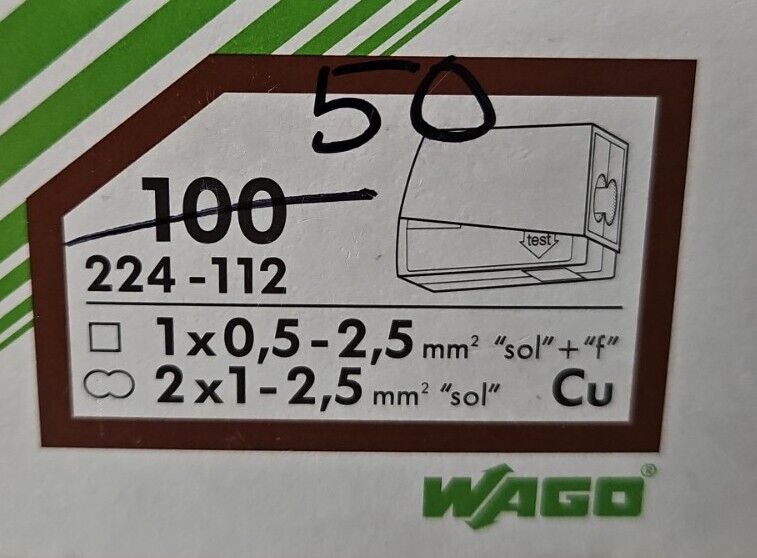 50
100
test
224-112
1x0,5-2,5 mm² "sol"+"f"
2x1-2,5 mm² "sol" Cu
WAGO®